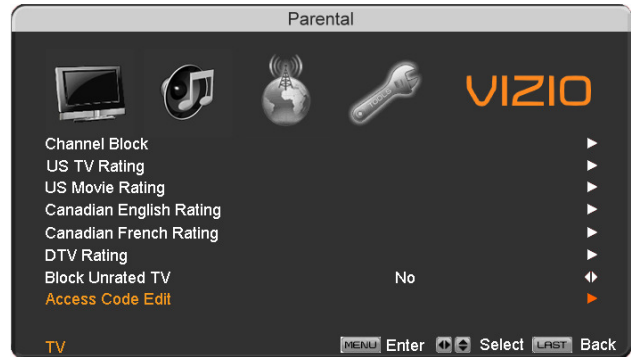 Parental
TOOLS
VIZIO
Channel Block
US TV Rating
US Movie Rating
Canadian English Rating
Canadian French Rating
DTV Rating
Block Unrated TV No
Access Code Edit
TV MENU Enter Select LAST Back